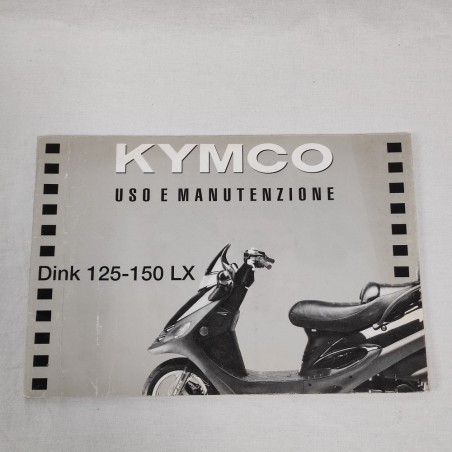 KYMCO
USO E MANUTENZIONE
Dink 125-150 LX